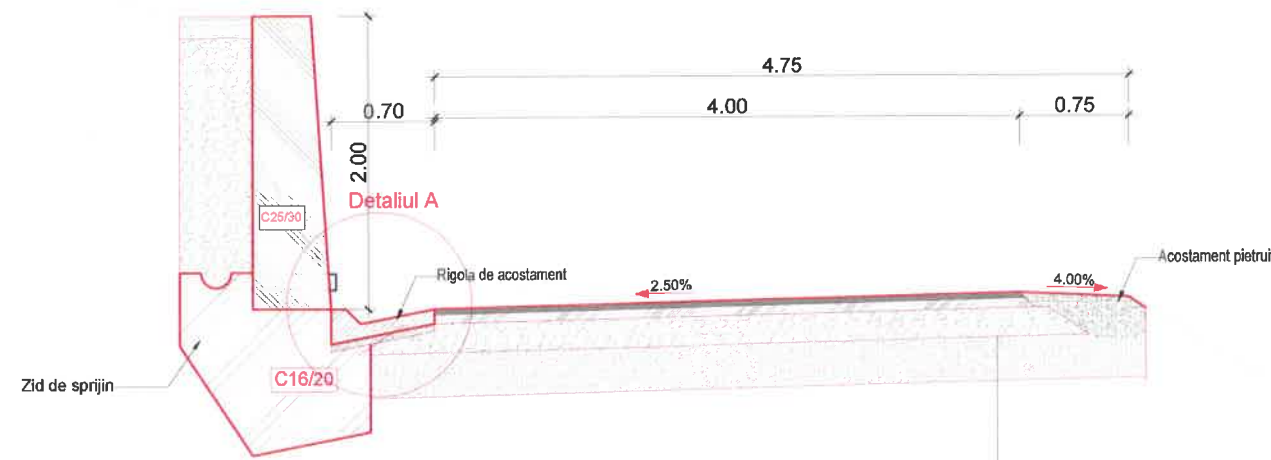 4.75
0.70
4.00
0.75
2.00
Detaliul A
C25/30
Rigola de acostament
2.50%
4.00%
Acostament pietrui
Zid de sprijin
C16/20